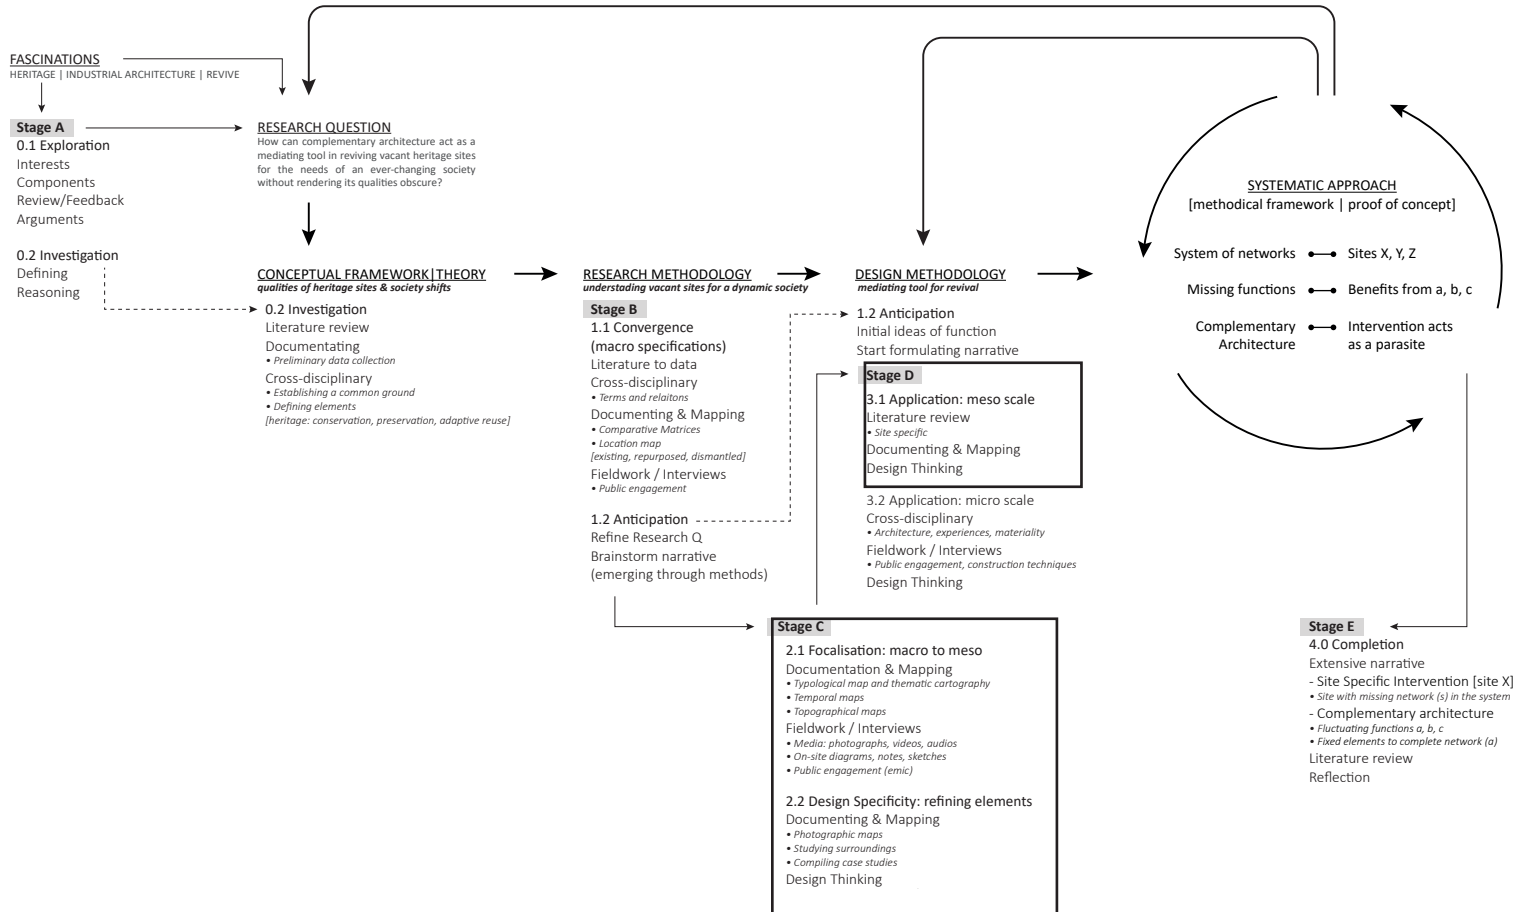 FASCINATIONS
HERITAGE | INDUSTRIAL ARCHITECTURE | REVIVE
Stage A
0.1 Exploration
Interests
Components
Review/Feedback
Arguments
0.2 Investigation
Defining
Reasoning
RESEARCH QUESTION
How can complementary architecture act as a
mediating tool in reviving vacant heritage sites
for the needs of an ever-changing society
without rendering its qualities obscure?
CONCEPTUAL FRAMEWORK|THEORY
qualities of heritage sites & society shifts
0.2 Investigation
Literature review
Documentating
• Preliminary data collection
Cross-disciplinary
• Establishing a common ground
• Defining elements
[heritage: conservation, preservation, adaptive reuse]
RESEARCH METHODOLOGY
understading vacant sites for a dynamic society
Stage B
1.1 Convergence
(macro specifications)
Literature to data
Cross-disciplinary
• Terms and relaitons
Documenting & Mapping
• Comparative Matrices
• Location map
[existing, repurposed, dismantled]
Fieldwork / Interviews
• Public engagement
1.2 Anticipation
Refine Research Q
Brainstorm narrative
(emerging through methods)
DESIGN METHODOLOGY
mediating tool for revival
1.2 Anticipation
Initial ideas of function
Start formulating narrative
Stage D
3.1 Application: meso scale
Literature review
• Site specific
Documenting & Mapping
Design Thinking
3.2 Application: micro scale
Cross-disciplinary
• Architecture, experiences, materiality
Fieldwork / Interviews
• Public engagement, construction techniques
Design Thinking
Stage C
2.1 Focalisation: macro to meso
Documentation & Mapping
• Typological map and thematic cartography
• Temporal maps
• Topographical maps
Fieldwork / Interviews
• Media: photographs, videos, audios
• On-site diagrams, notes, sketches
• Public engagement (emic)
2.2 Design Specificity: refining elements
Documenting & Mapping
• Photographic maps
• Studying surroundings
• Compiling case studies
Design Thinking
SYSTEMATIC APPROACH
[methodical framework | proof of concept]
System of networks Sites X, Y, Z
Missing functions Benefits from a, b, c
Complementary Intervention acts
Architecture as a parasite
Stage E
4.0 Completion
Extensive narrative
- Site Specific Intervention [site X]
• Site with missing network (s) in the system
- Complementary architecture
• Fluctuating functions a, b, c
• Fixed elements to complete network (a)
Literature review
Reflection